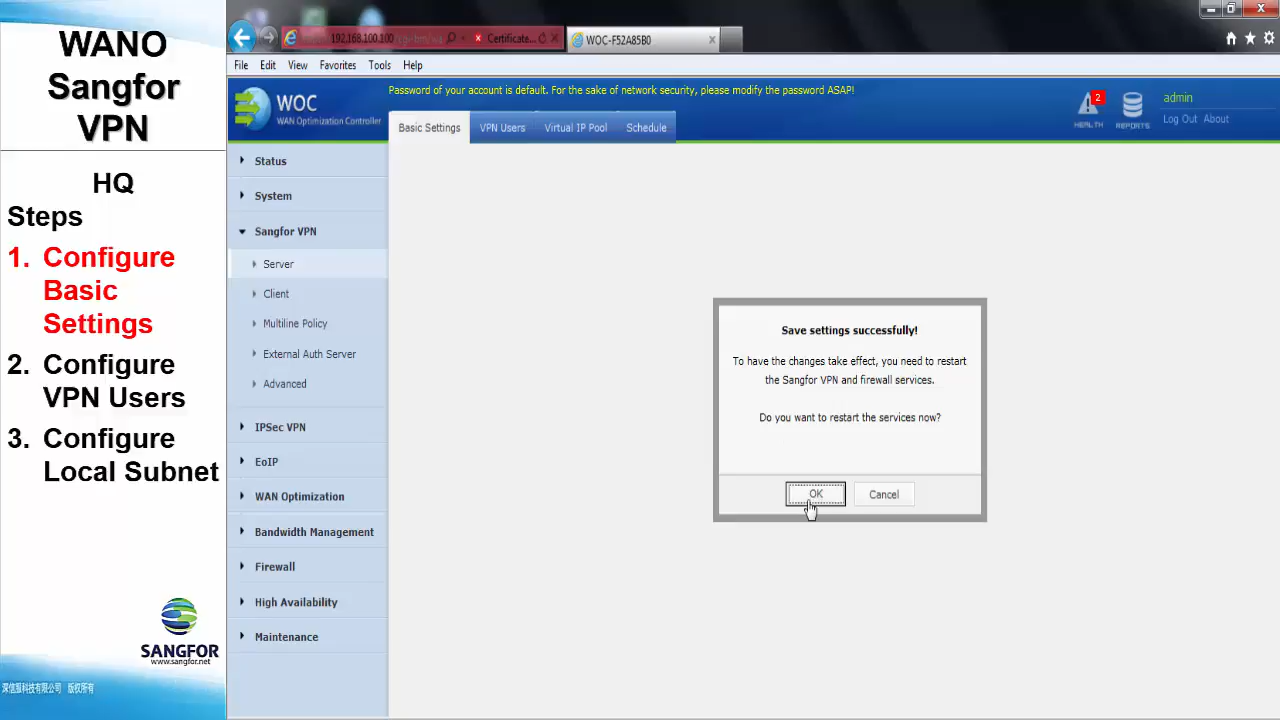 WANO
Sangfor
VPN
HQ
Steps
1. Configure
Basic
Settings
2. Configure
VPN Users
3. Configure
Local Subnet
SANGFOR
www.sangfor.net
深信服科技有限公司 版权所有
192.168.100.100
Certificate...
WOC-F52A85B0
File Edit View Favorites Tools Help
WOC
WAN Optimization Controller
Password of your account is default. For the sake of network security, please modify the password ASAP!
Basic Settings VPN Users Virtual IP Pool Schedule
2
HEALTH
REPORTS
admin
Log Out About
Status
System
Sangfor VPN
Server
Client
Multiline Policy
External Auth Server
Advanced
IPSec VPN
EoIP
WAN Optimization
Bandwidth Management
Firewall
High Availability
Maintenance
Save settings successfully!
To have the changes take effect, you need to restart
the Sangfor VPN and firewall services.
Do you want to restart the services now?
OK Cancel